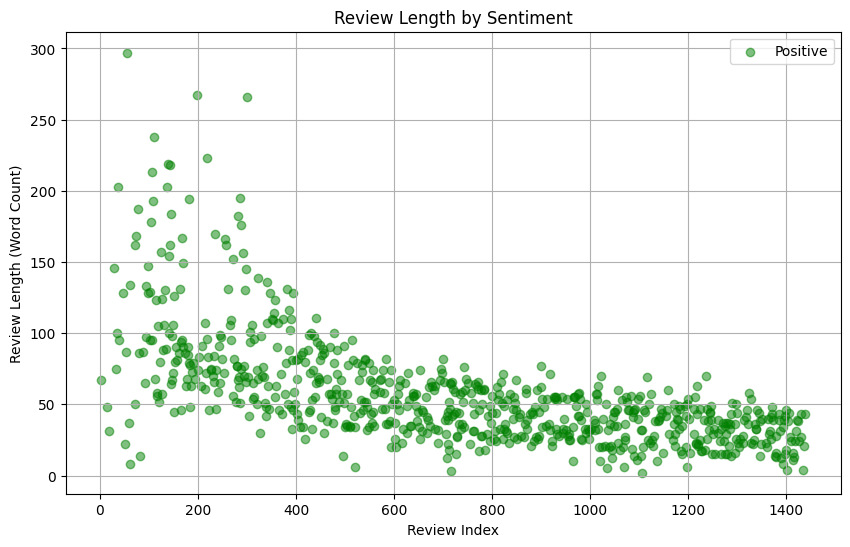 Review Length by Sentiment
Positive
Review Length (Word Count)
300
250
200
150
100
50
0
0 200 400 600 800 1000 1200 1400
Review Index